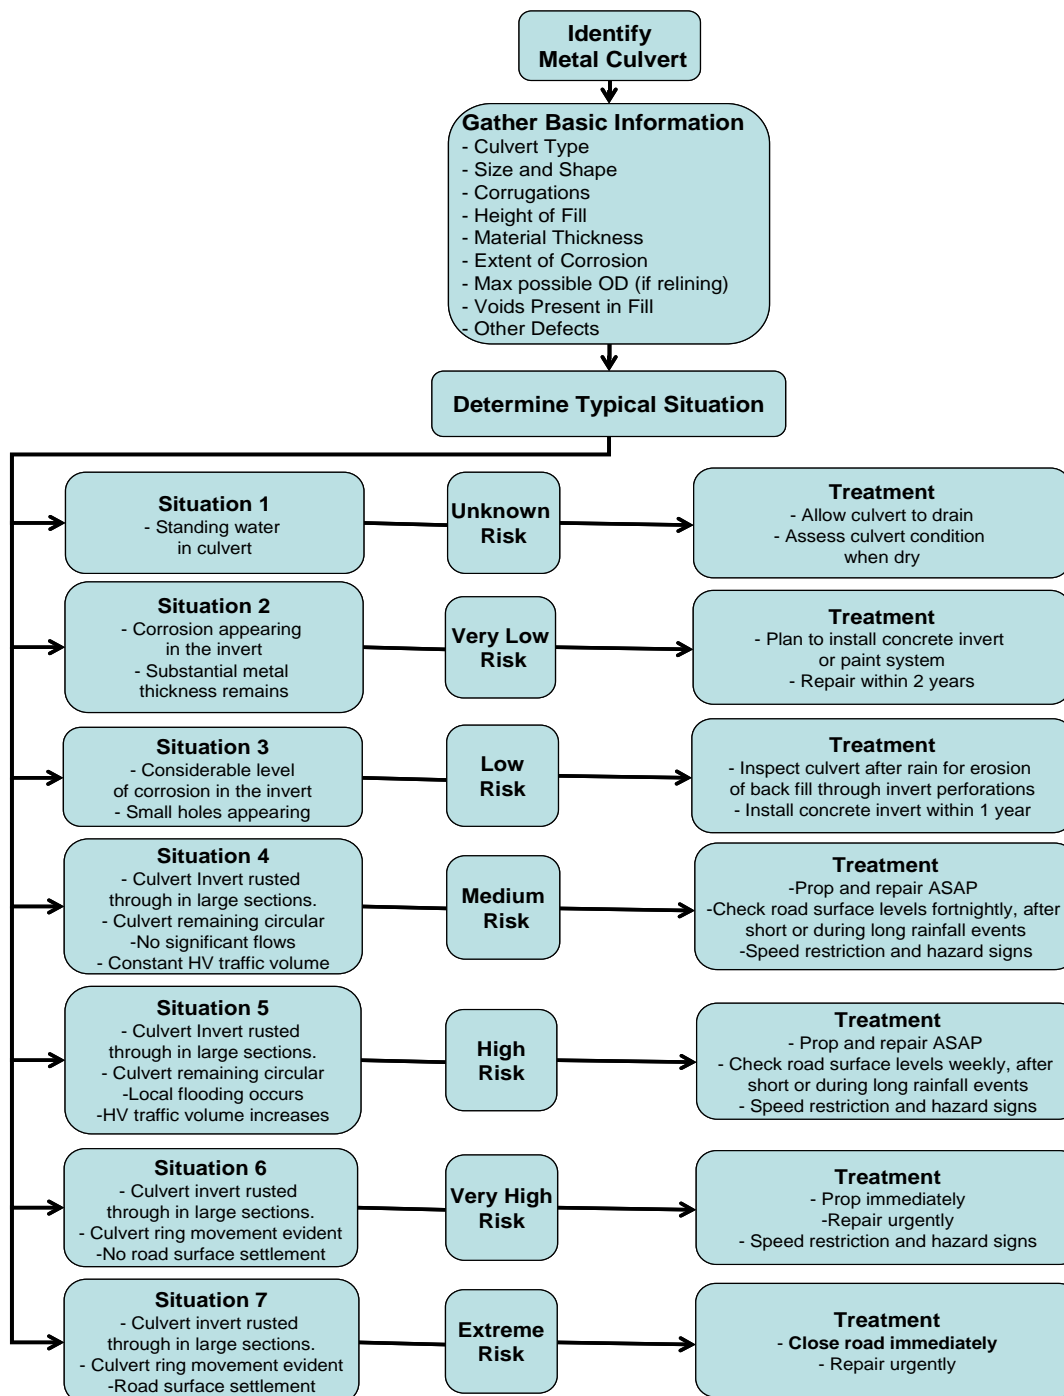 Identify
Metal Culvert
Gather Basic Information
- Culvert Type
- Size and Shape
- Corrugations
- Height of Fill
- Material Thickness
- Extent of Corrosion
- Max possible OD (if relining)
- Voids Present in Fill
- Other Defects
Determine Typical Situation
Situation 1
- Standing water
in culvert
Unknown
Risk
Treatment
- Allow culvert to drain
- Assess culvert condition
when dry
Situation 2
- Corrosion appearing
in the invert
- Substantial metal
thickness remains
Very Low
Risk
Treatment
- Plan to install concrete invert
or paint system
- Repair within 2 years
Situation 3
- Considerable level
of corrosion in the invert
- Small holes appearing
Low
Risk
Treatment
- Inspect culvert after rain for erosion
of back fill through invert perforations
- Install concrete invert within 1 year
Situation 4
- Culvert Invert rusted
through in large sections.
- Culvert remaining circular
-No significant flows
- Constant HV traffic volume
Medium
Risk
Treatment
-Prop and repair ASAP
-Check road surface levels fortnightly, after
short or during long rainfall events
-Speed restriction and hazard signs
Situation 5
- Culvert Invert rusted
through in large sections.
- Culvert remaining circular
-Local flooding occurs
-HV traffic volume increases
High
Risk
Treatment
- Prop and repair ASAP
- Check road surface levels weekly, after
short or during long rainfall events
- Speed restriction and hazard signs
Situation 6
- Culvert invert rusted
through in large sections.
- Culvert ring movement evident
-No road surface settlement
Very High
Risk
Treatment
- Prop immediately
-Repair urgently
- Speed restriction and hazard signs
Situation 7
- Culvert invert rusted
through in large sections.
- Culvert ring movement evident
-Road surface settlement
Extreme
Risk
Treatment
- Close road immediately
- Repair urgently